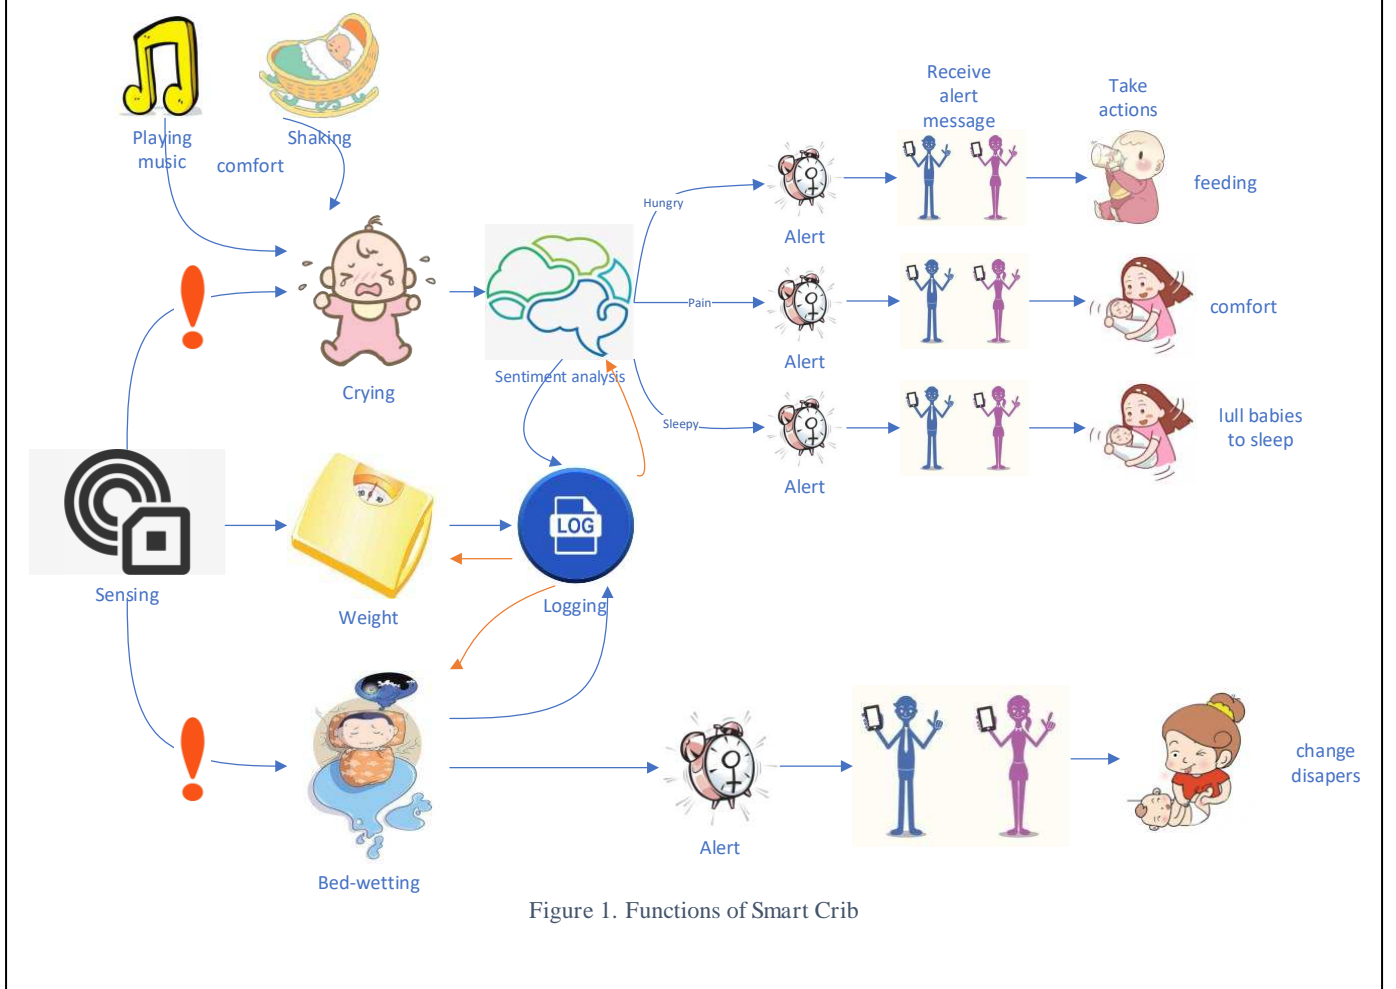 Playing
music
Shaking
comfort
Receive
alert
message
Take
actions
Hungry
Alert
feeding
Pain
Alert
comfort
Crying
Sentiment analysis
Sleepy
Alert
lull babies
to sleep
Sensing
Weight
LOG
Logging
Bed-wetting
Alert
change
disapers
Figure 1. Functions of Smart Crib